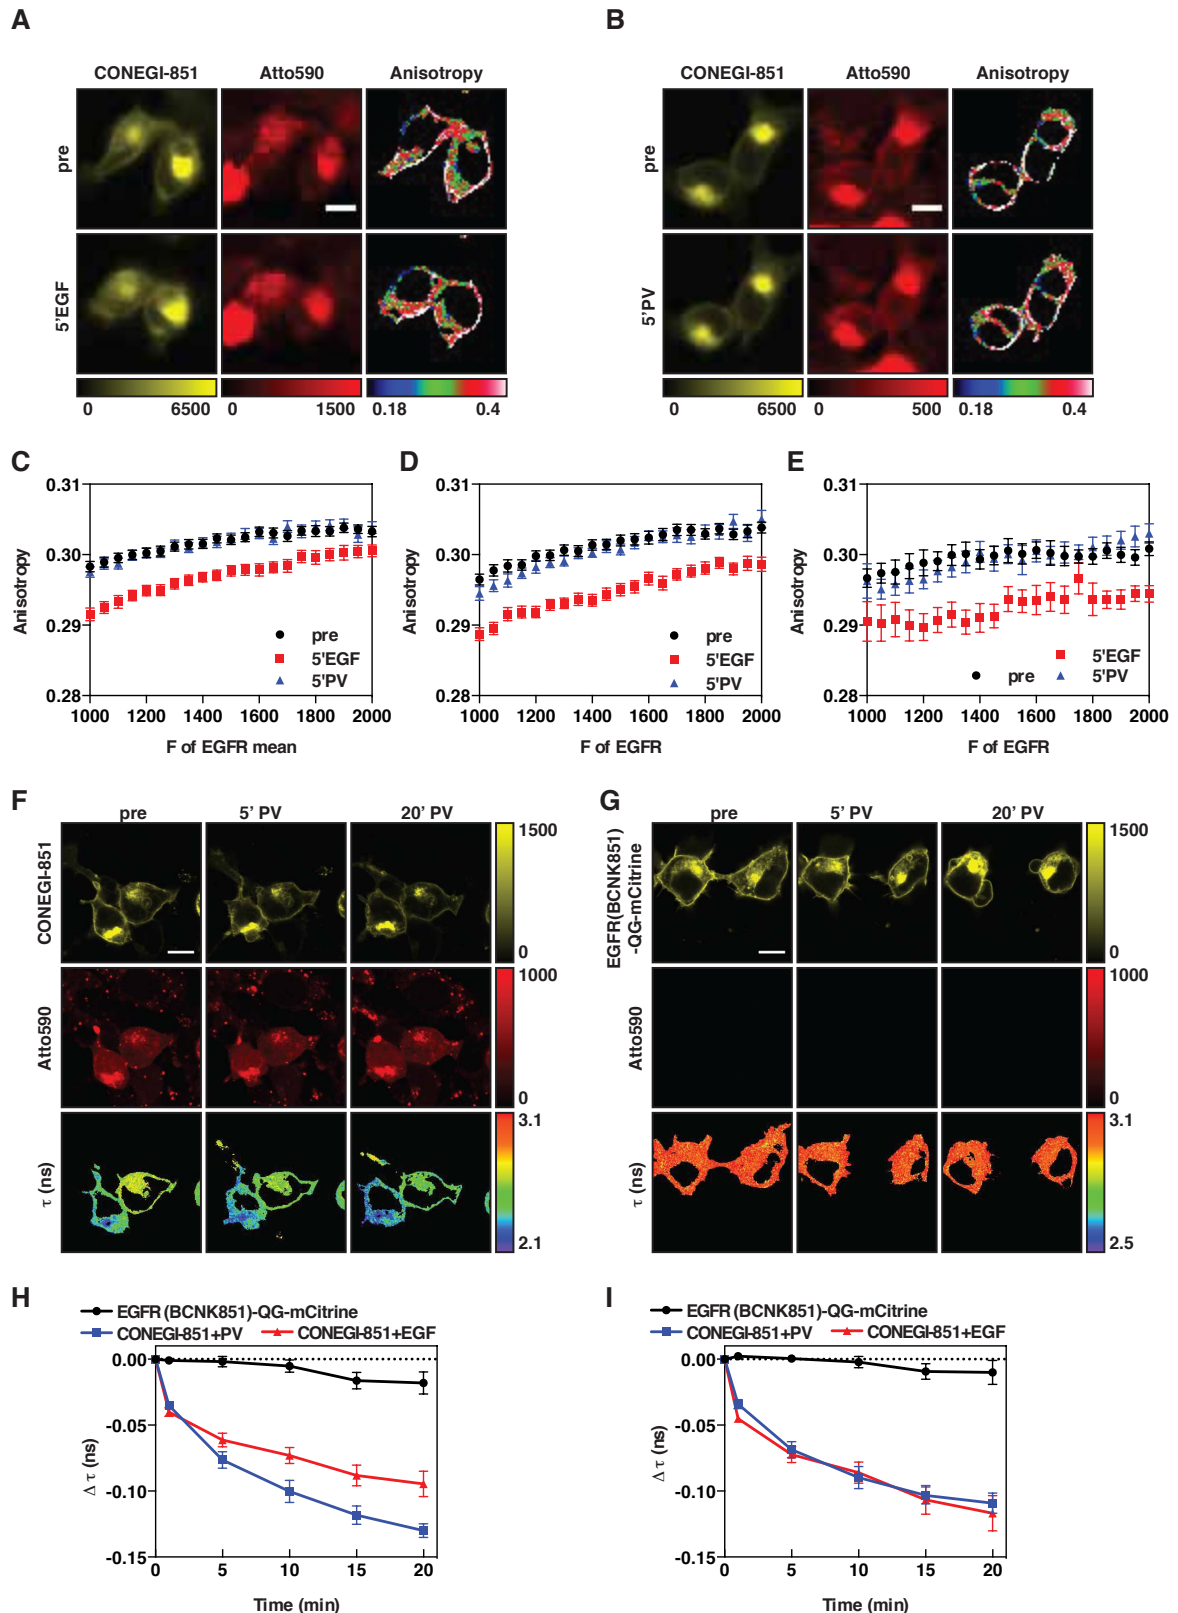 A
B
CONEGI-851 Atto590 Anisotropy
CONEGI-851 Atto590 Anisotropy
pre
pre
5'EGF
5'PV
0 6500 0 1500 0.18 0.4
0 6500 0 500 0.18 0.4
C
0.31
0.30
0.29
0.28
Anisotropy
pre
5'EGF
5'PV
1000 1200 1400 1600 1800 2000
F of EGFR mean
D
0.31
0.30
0.29
0.28
Anisotropy
pre
5'EGF
5'PV
1000 1200 1400 1600 1800 2000
F of EGFR
E
0.31
0.30
0.29
0.28
Anisotropy
5'EGF
pre 5'PV
1000 1200 1400 1600 1800 2000
F of EGFR
F
pre 5' PV 20' PV
CONEGI-851
1500
0
Atto590
1000
0
τ (ns)
3.1
2.1
G
pre 5' PV 20' PV
EGFR(BCNK851)
-QG-mCitrine
1500
0
Atto590
1000
0
τ (ns)
3.1
2.5
H
EGFR(BCNK851)-QG-mCitrine
CONEGI-851+PV CONEGI-851+EGF
0.00
-0.05
-0.10
-0.15
Δ τ (ns)
0 5 10 15 20
Time (min)
I
EGFR(BCNK851)-QG-mCitrine
CONEGI-851+PV CONEGI-851+EGF
0.00
-0.05
-0.10
-0.15
Δ τ (ns)
0 5 10 15 20
Time (min)